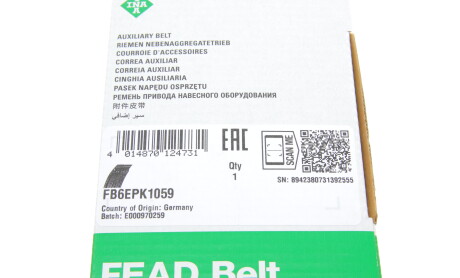 INA
AUXILIARY BELT
RIEMEN NEBENAGGREGATETRIEB
COURROIE D'ACCESSOIRES
CORREA AUXILIAR
CORREIA AUXILIAR
CINGHIA AUSILIARIA
PASEK NAPĘDU OSPRZĘTU
РЕМЕНЬ ПРИВОДА НАВЕСНОГО ОБОРУДОВАНИЯ
附件皮带
سير إضافي
4 014870 124731
EAC
Qty
1
SCAN ME
SN: 8942380731392555
FB6EPK1059
Country of Origin: Germany
Batch: E000970259
FEAD Belt